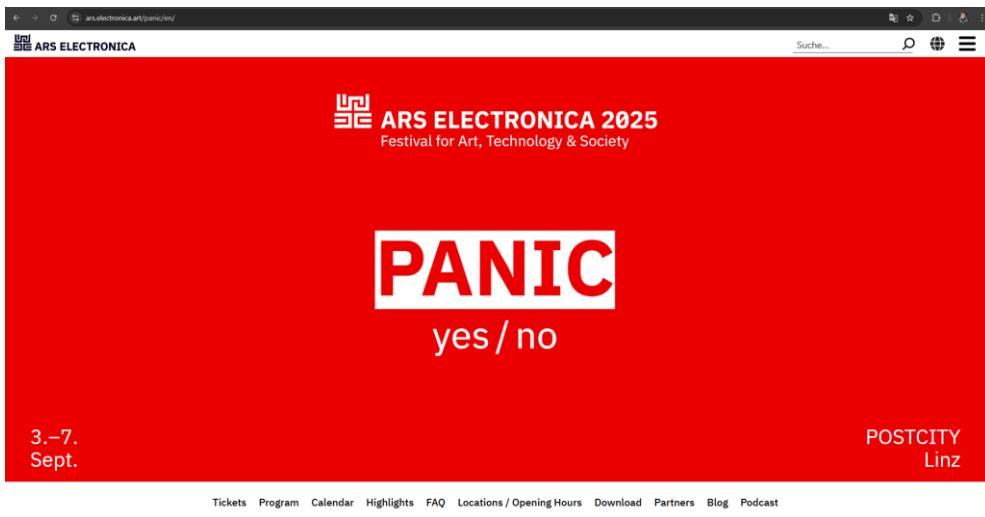 ars.electronica.art/panic/en/
ARS ELECTRONICA
Suche...
ARS ELECTRONICA 2025
Festival for Art, Technology & Society
PANIC
yes / no
3.–7.
Sept.
POSTCITY
Linz
Tickets Program Calendar Highlights FAQ Locations / Opening Hours Download Partners Blog Podcast